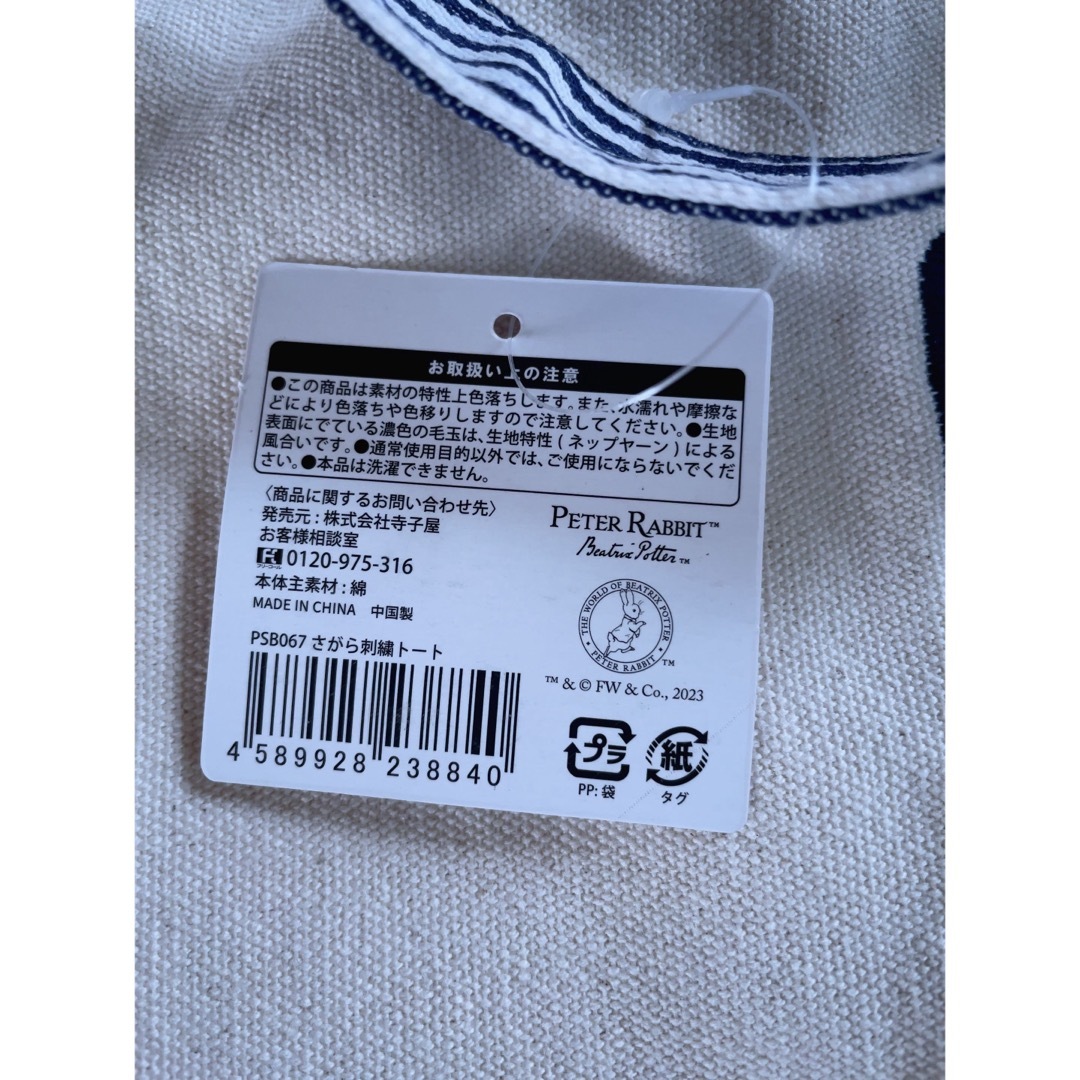 お取扱い上の注意
●この商品は素材の特性上色落ちします。また、水濡れや摩擦な
どにより色落ちや色移りしますので注意してください。●生地
表面にでている濃色の毛玉は、生地特性(ネップヤーン)による
風合いです。●通常使用目的以外では、ご使用にならないでくだ
さい。●本品は洗濯できません。
〈商品に関するお問い合わせ先〉
発売元:株式会社寺子屋
お客様相談室
フリーコール 0120-975-316
本体主素材:綿
MADE IN CHINA 中国製
PSB067 さがら刺繍トート
4 589928 238840
PETER RABBIT™
Beatrix Potter™
THE WORLD OF BEATRIX POTTER
PETER RABBIT ™
™ & © FW & Co., 2023
プラ
PP:袋
紙
タグ